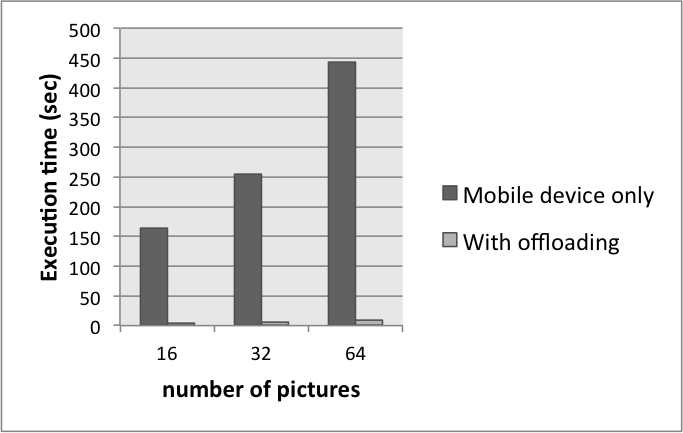 500
450
400
350
300
250
200
150
100
50
0
Execution time (sec)
16 32 64
number of pictures
Mobile device only
With offloading